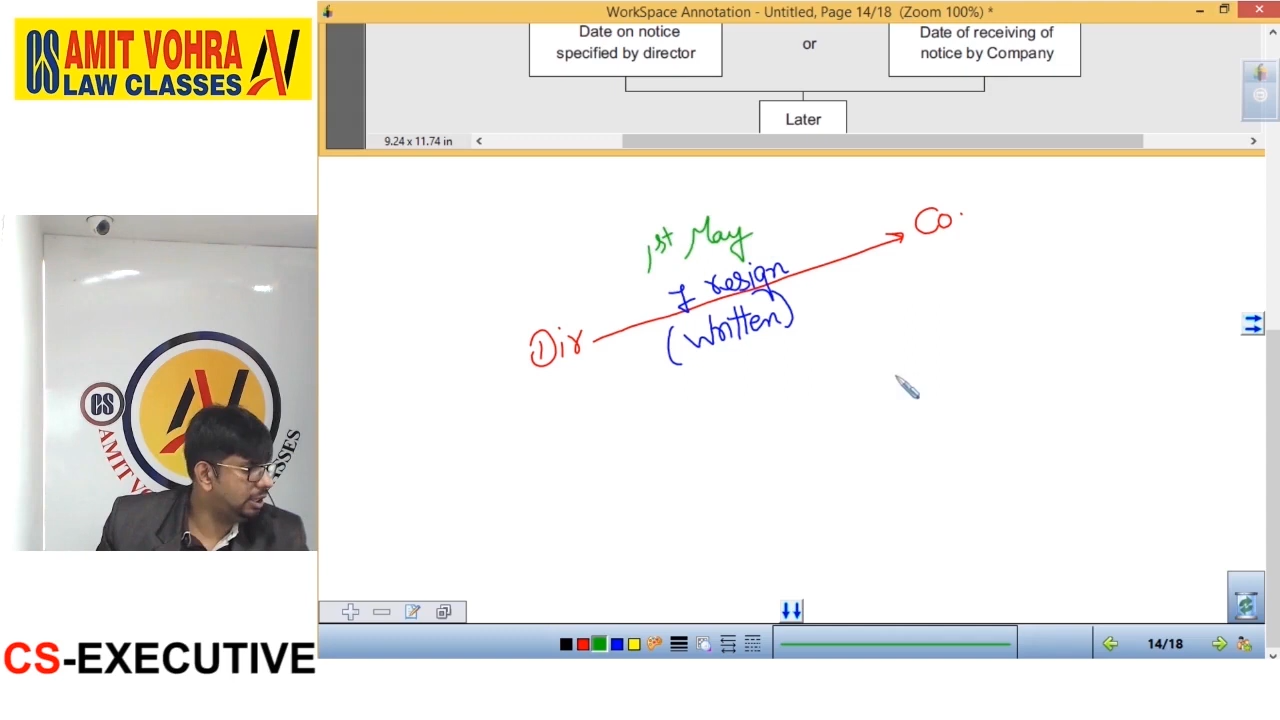 CS AMIT VOHRA
LAW CLASSES
WorkSpace Annotation - Untitled, Page 14/18 (Zoom 100%) *
Date on notice
specified by director
or
Date of receiving of
notice by Company
Later
9.24 x 11.74 in
1st May
Co.
I resign
(written)
Dir
CS
AMIT VO
SSES
CS-EXECUTIVE
14/18